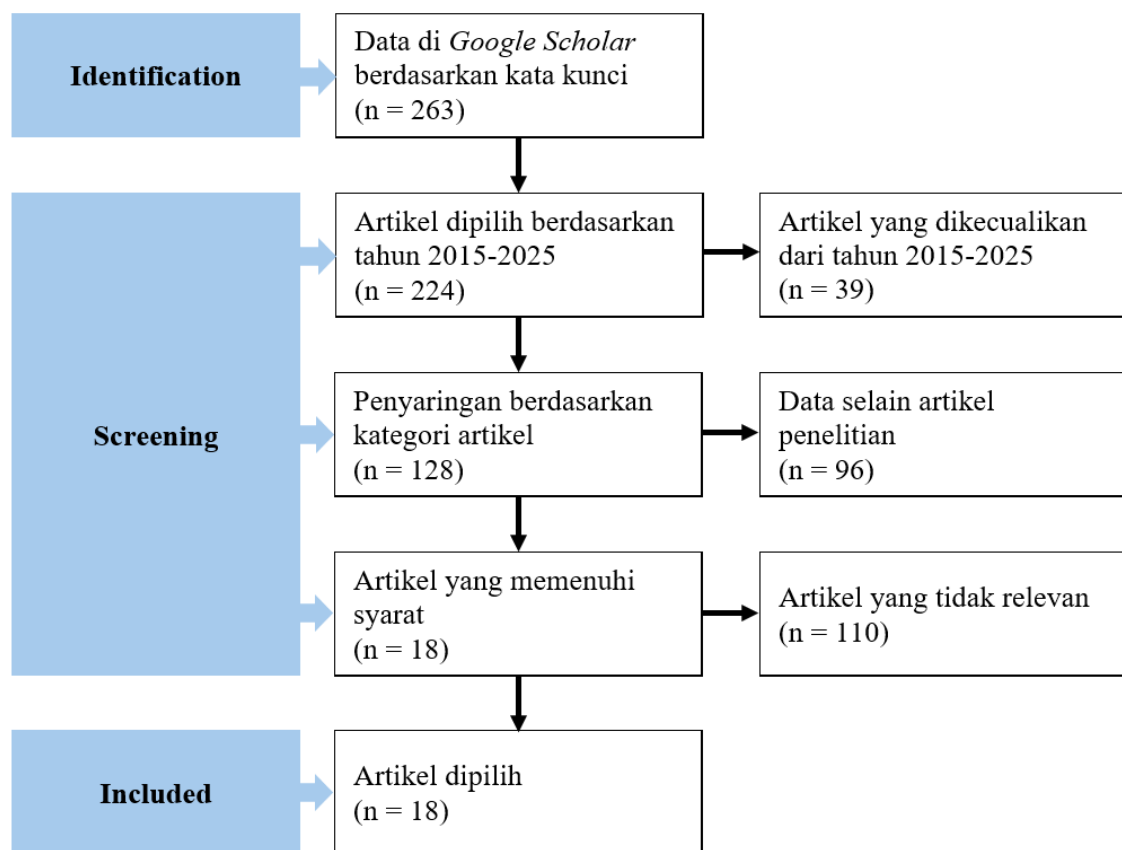 Identification
Data di Google Scholar
berdasarkan kata kunci
(n = 263)
Screening
Artikel dipilih berdasarkan
tahun 2015-2025
(n = 224)
Artikel yang dikecualikan
dari tahun 2015-2025
(n = 39)
Penyaringan berdasarkan
kategori artikel
(n = 128)
Data selain artikel
penelitian
(n = 96)
Artikel yang memenuhi
syarat
(n = 18)
Artikel yang tidak relevan
(n = 110)
Included
Artikel dipilih
(n = 18)